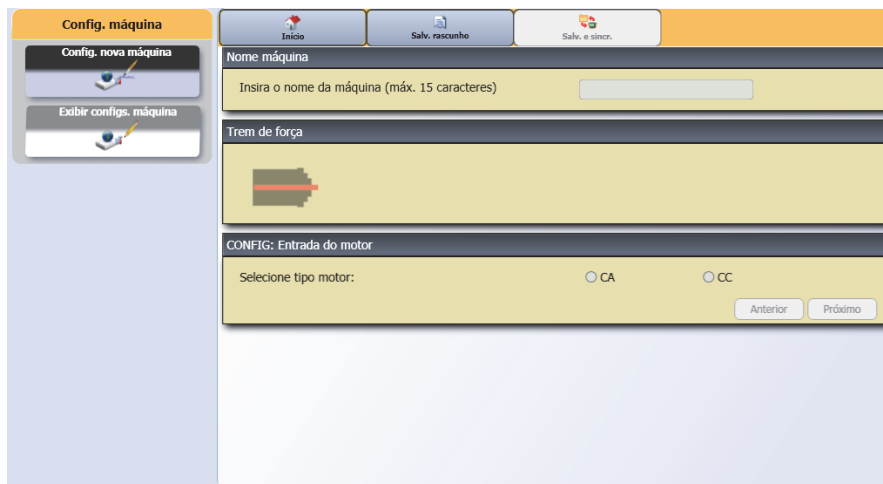 Config. máquina
Início
Salv. rascunho
Salv. e sincr.
Config. nova máquina
Exibir configs. máquina
Nome máquina
Insira o nome da máquina (máx. 15 caracteres)
Trem de força
CONFIG: Entrada do motor
Selecione tipo motor:
CA
CC
Anterior
Próximo